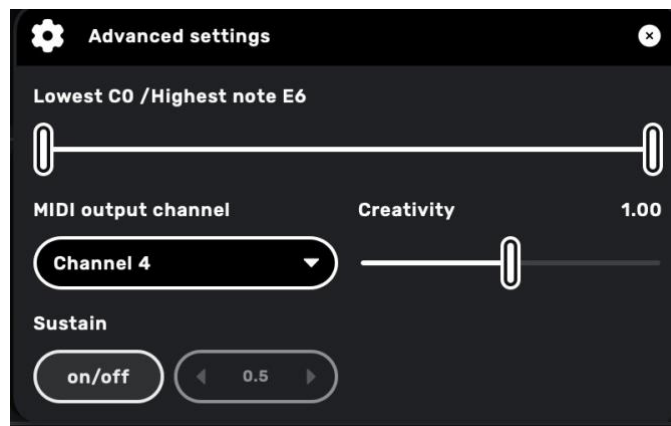 Advanced settings
Lowest C0 /Highest note E6
MIDI output channel
Creativity 1.00
Channel 4
Sustain
on/off
0.5